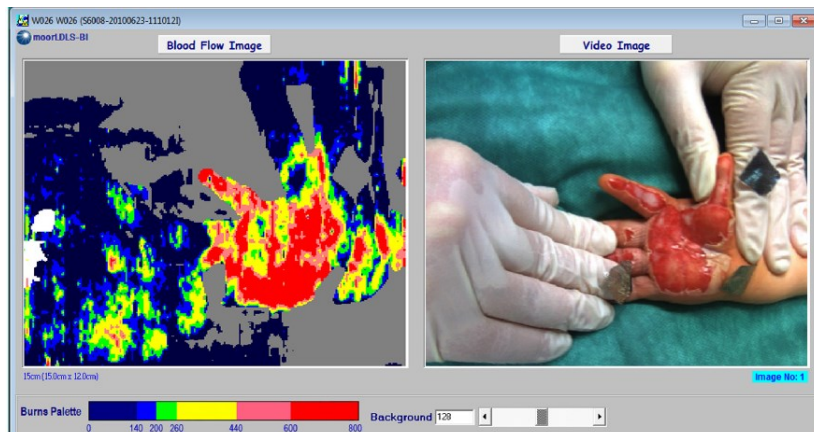 W026 W026 (S6008-20100623-111012I)
moorLDLS-BI
Blood Flow Image
Video Image
15cm (15.0cm x 12.0cm)
Image No: 1
Burns Palette
0 140 200 260 440 600 800
Background 128